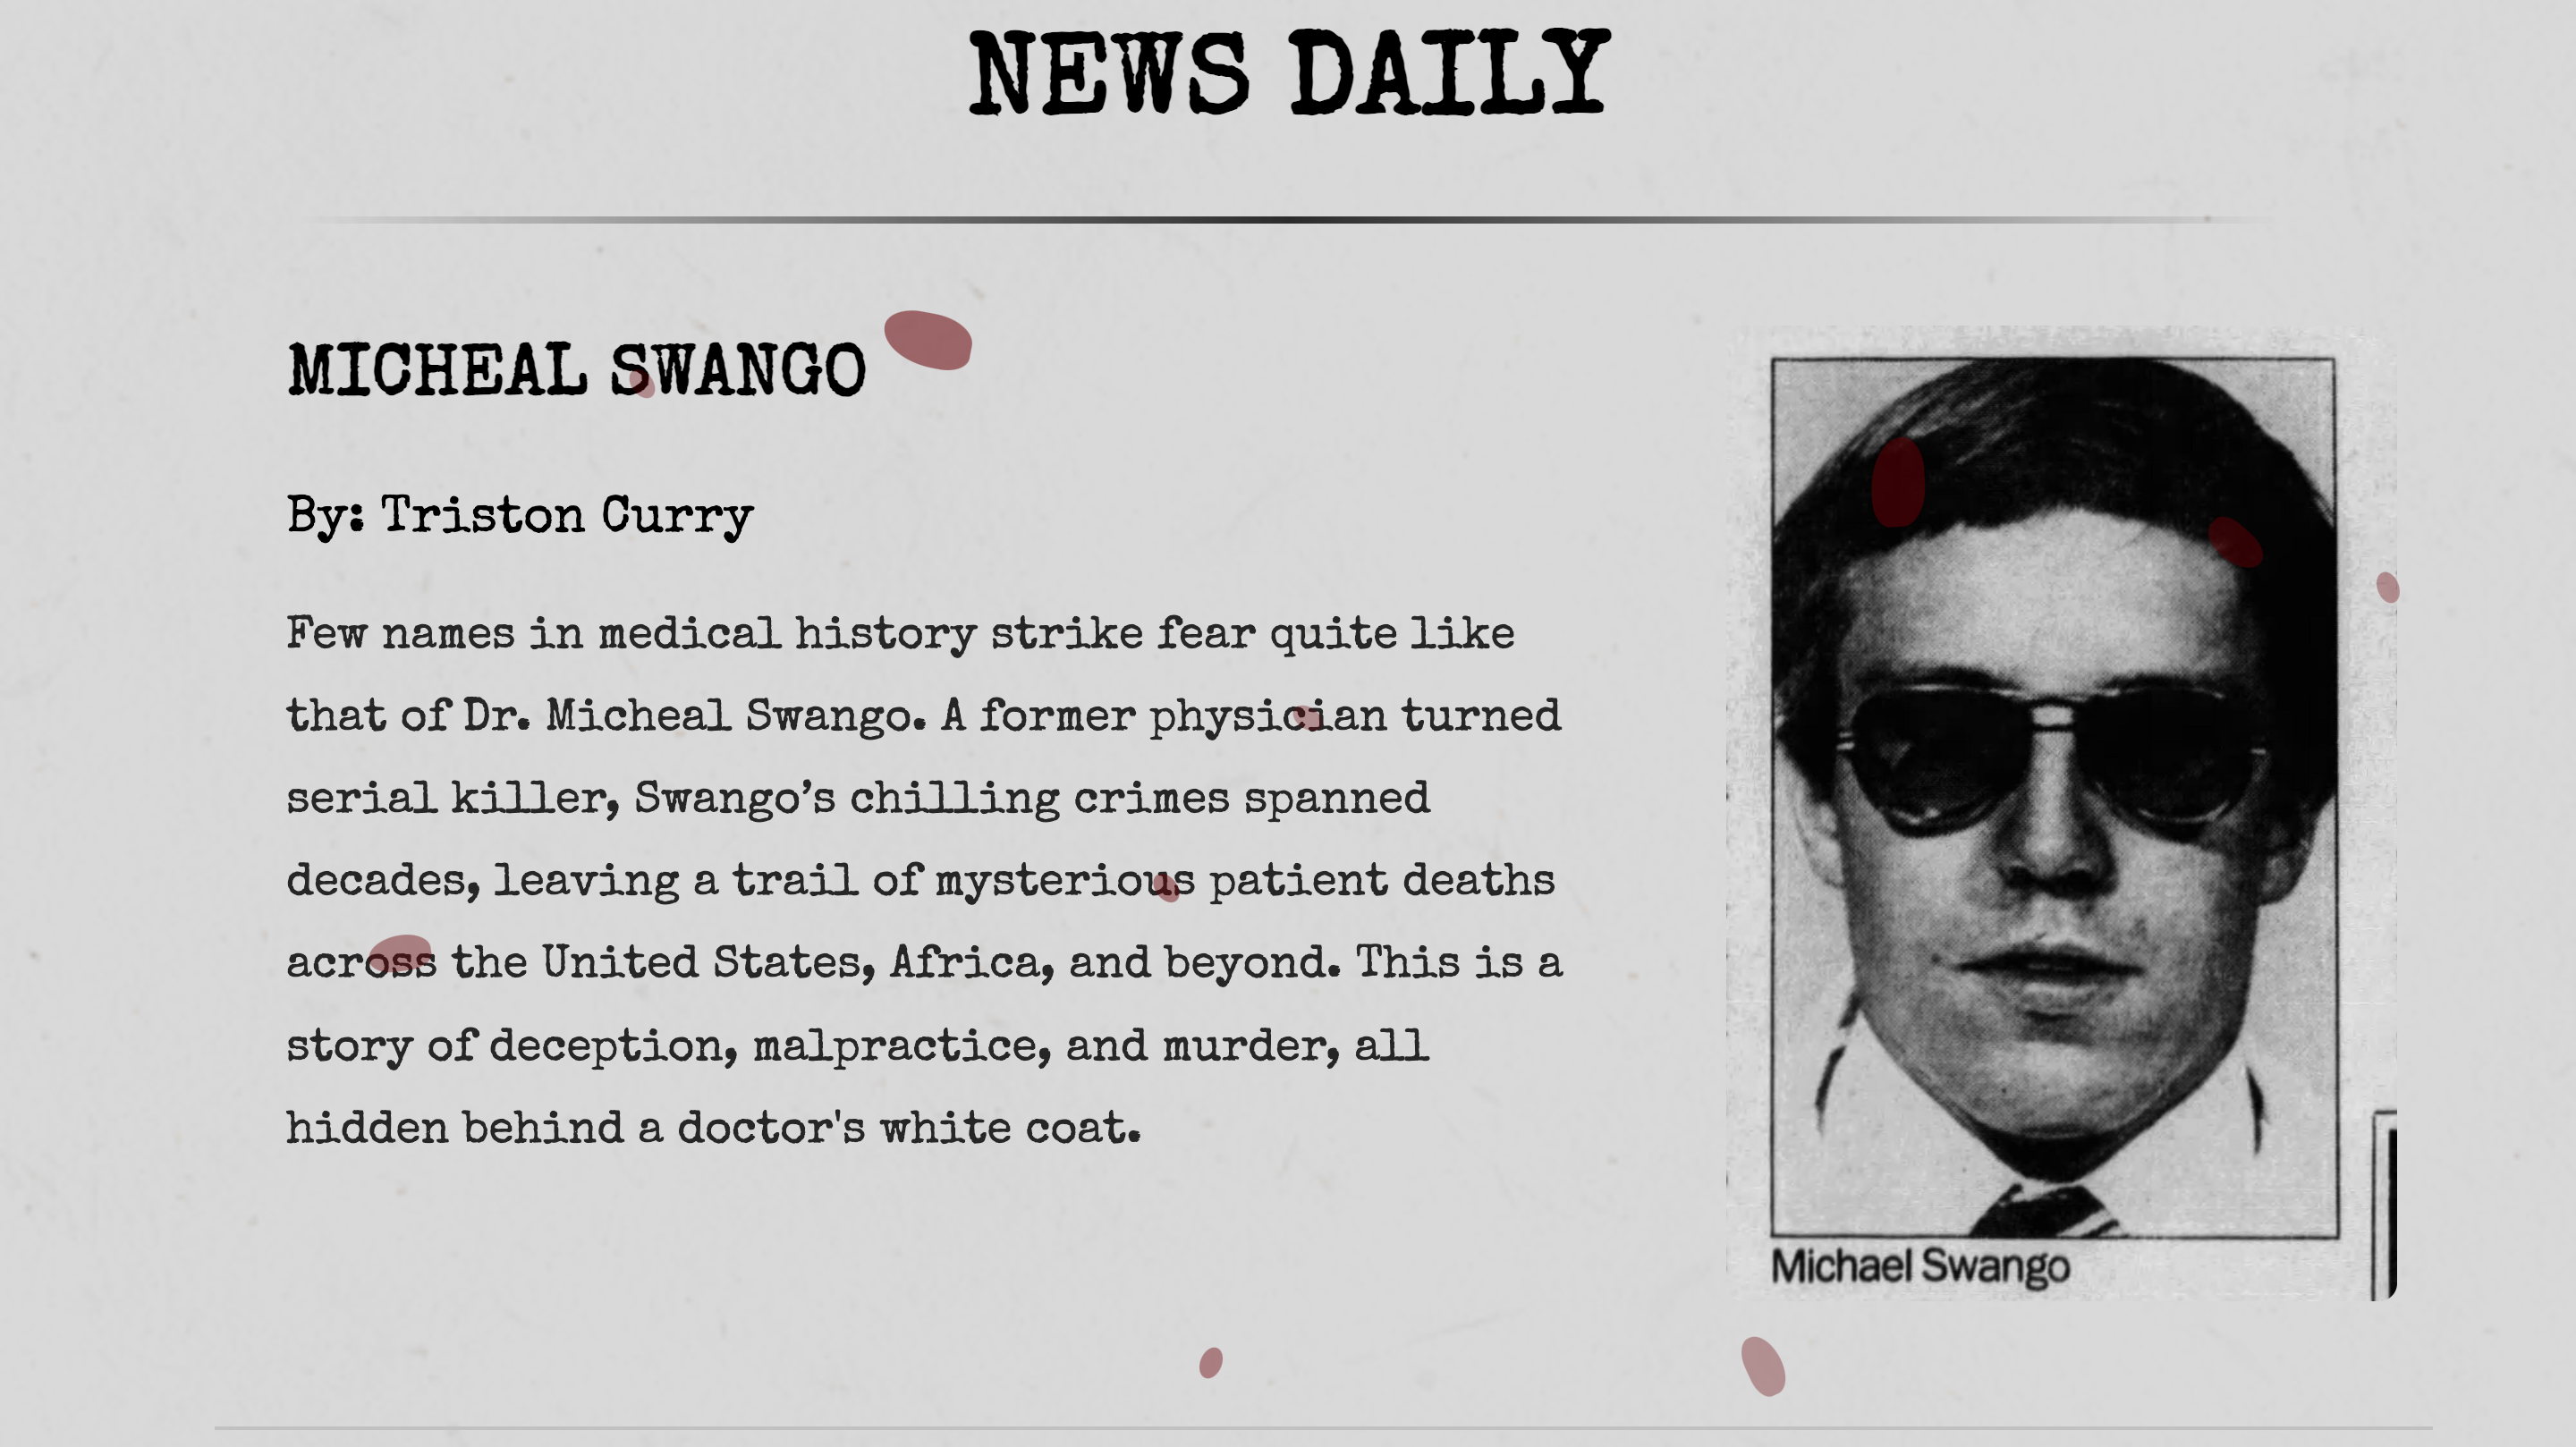 NEWS DAILY
MICHEAL SWANGO
By: Triston Curry
Few names in medical history strike fear quite like
that of Dr. Micheal Swango. A former physician turned
serial killer, Swango’s chilling crimes spanned
decades, leaving a trail of mysterious patient deaths
across the United States, Africa, and beyond. This is a
story of deception, malpractice, and murder, all
hidden behind a doctor's white coat.
Michael Swango